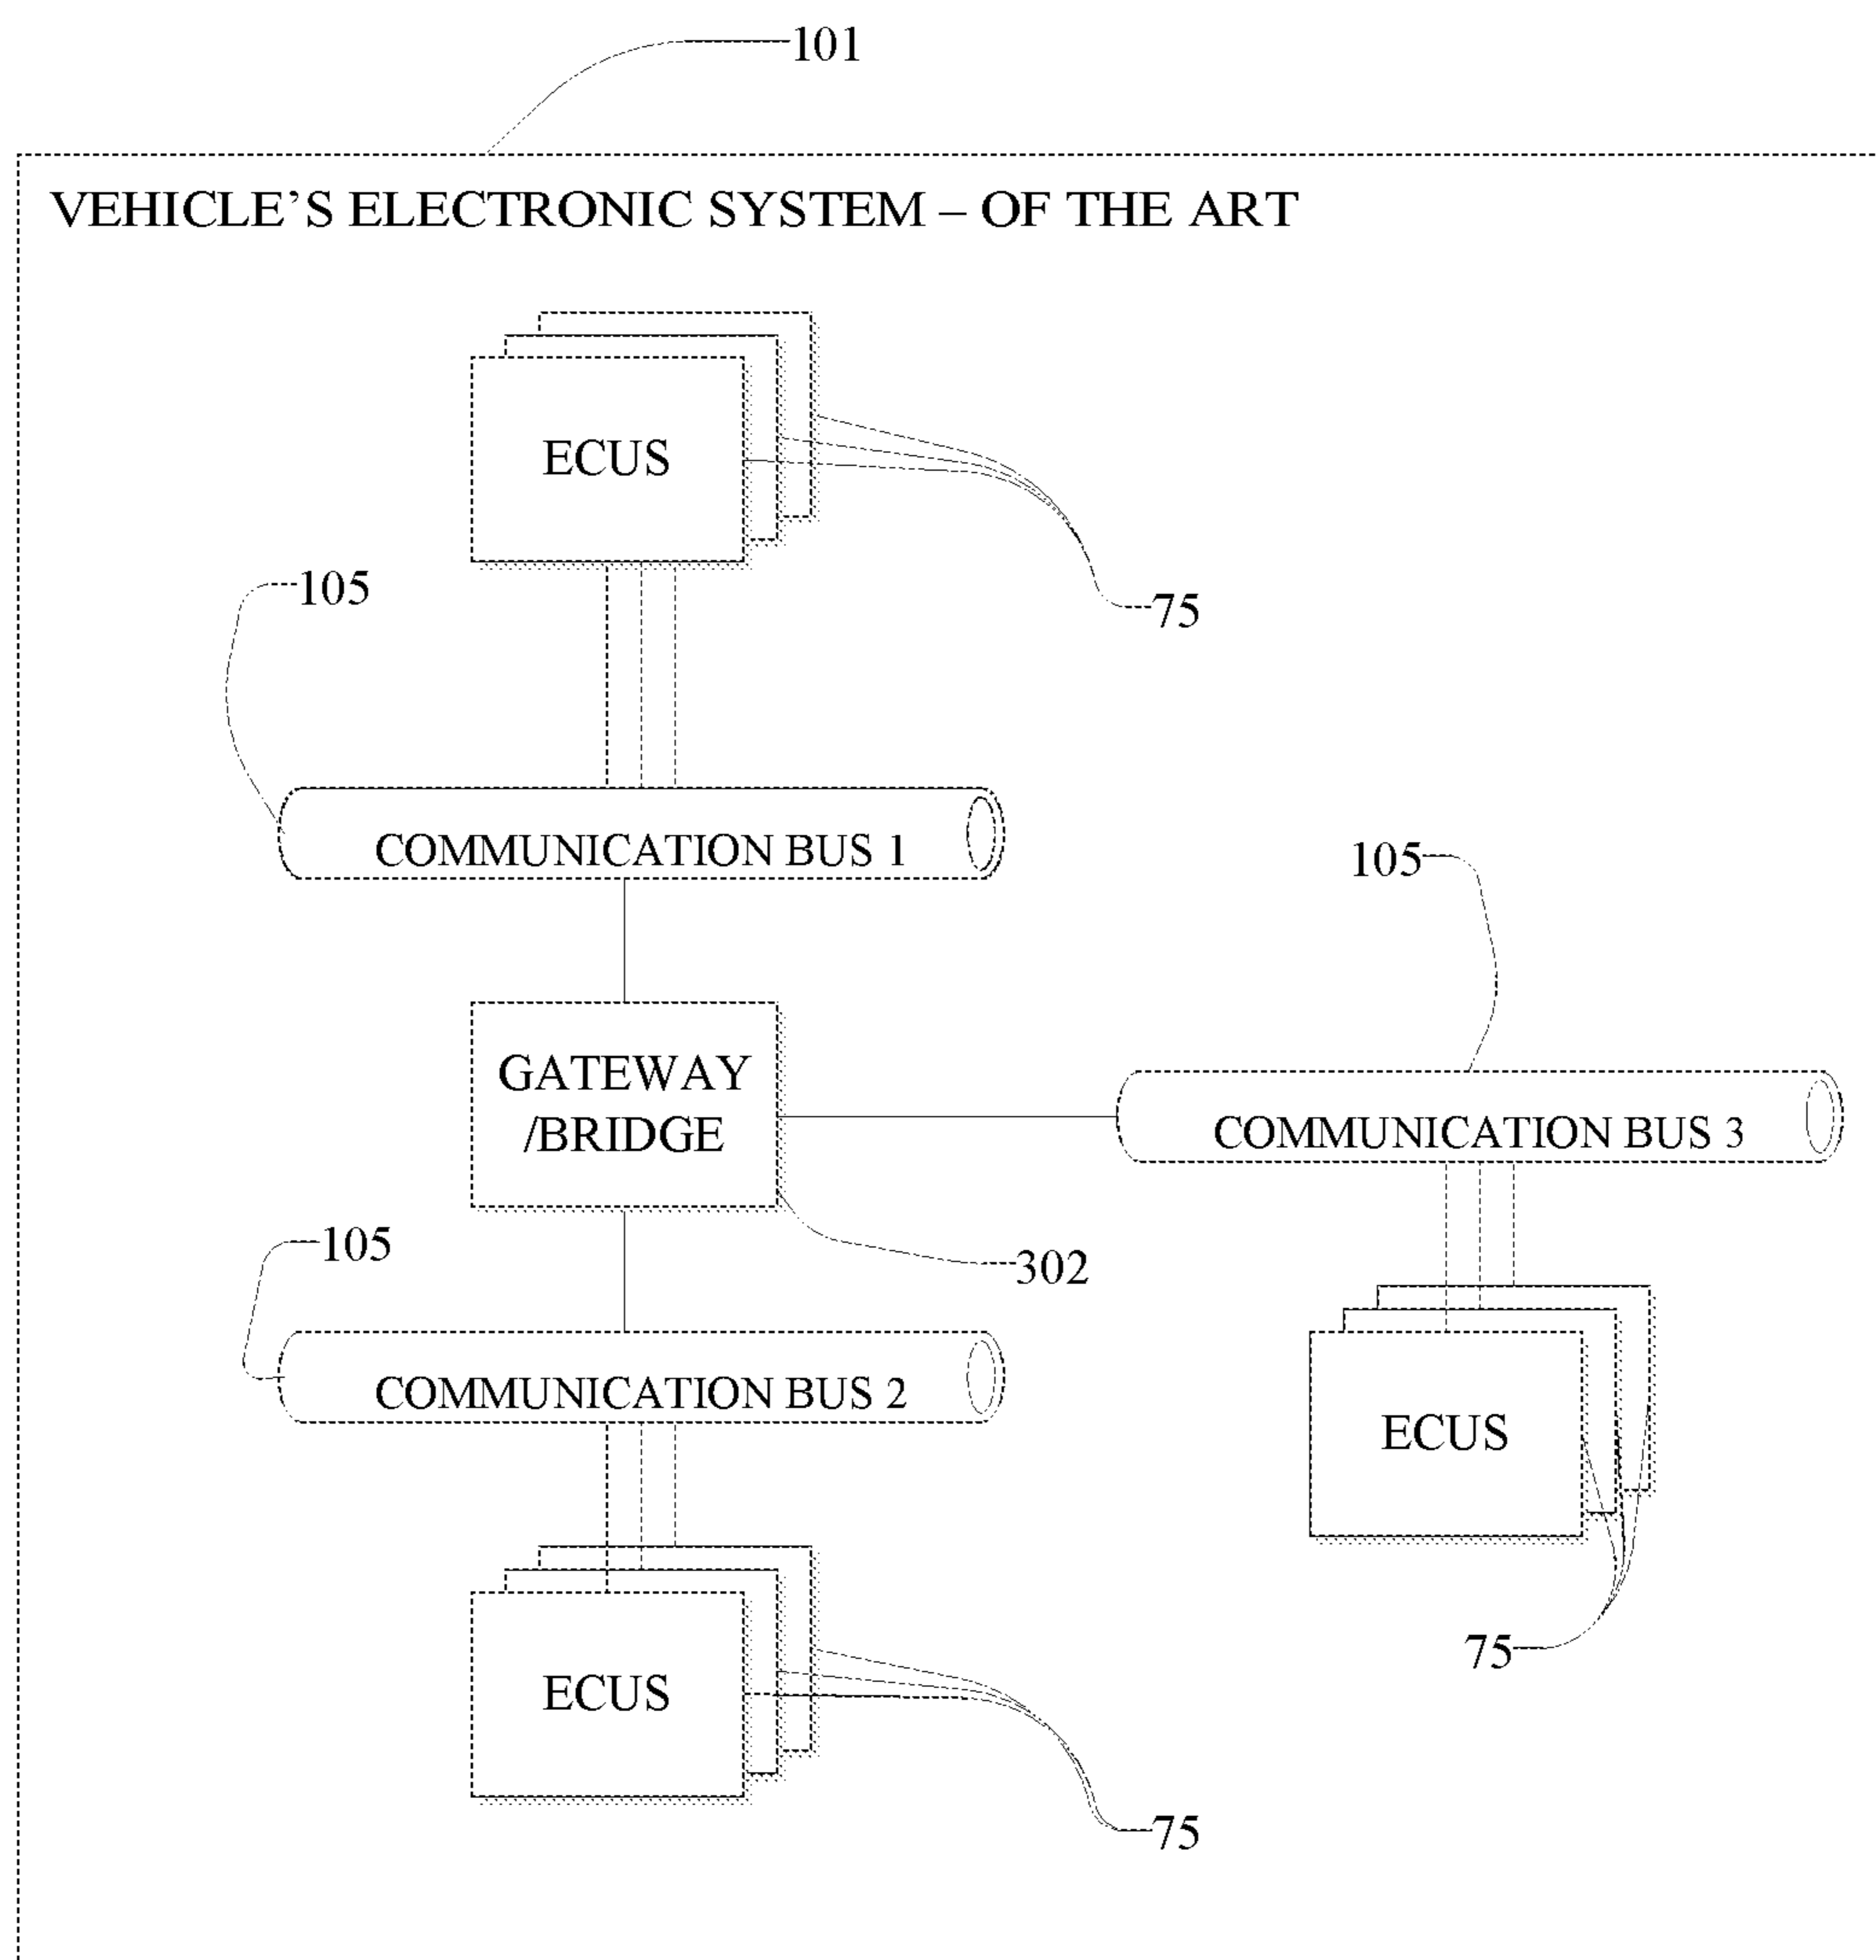 101
VEHICLE’S ELECTRONIC SYSTEM – OF THE ART
ECUS
105
75
COMMUNICATION BUS 1
105
GATEWAY
/BRIDGE
COMMUNICATION BUS 3
105
302
COMMUNICATION BUS 2
ECUS
75
ECUS
75